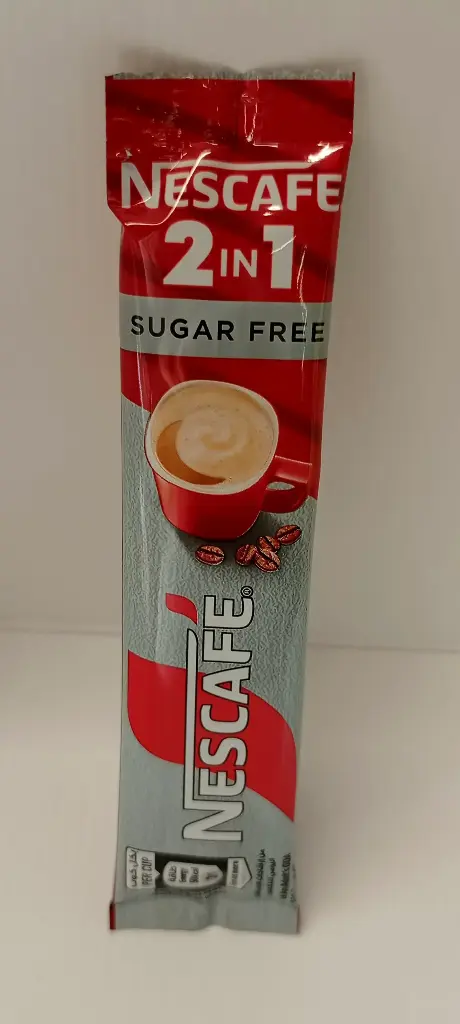 NESCAFE
2 IN 1
SUGAR FREE
NESCAFÉ®
PER CUP